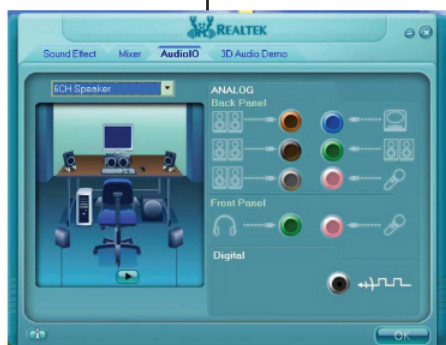 REALTEK
Sound Effect
Mixer
AudioIO
3D Audio Demo
6CH Speaker
ANALOG
Back Panel
Front Panel
Digital
OK